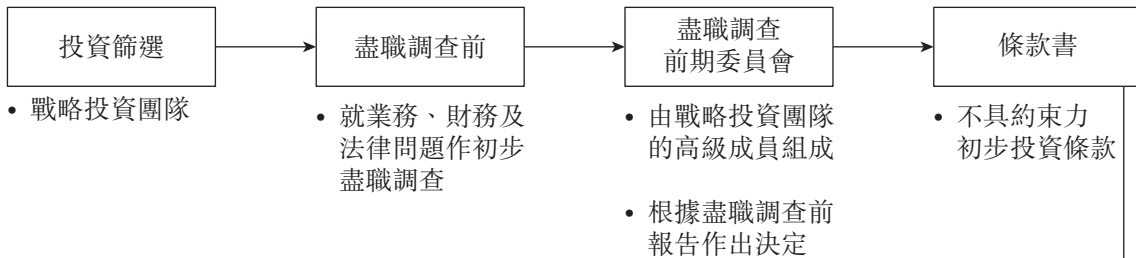 投資篩選
盡職調查前
盡職調查
前期委員會
條款書
• 戰略投資團隊
• 就業務、財務及
法律問題作初步
盡職調查
• 由戰略投資團隊
的高級成員組成
• 根據盡職調查前
報告作出決定
• 不具約束力
初步投資條款